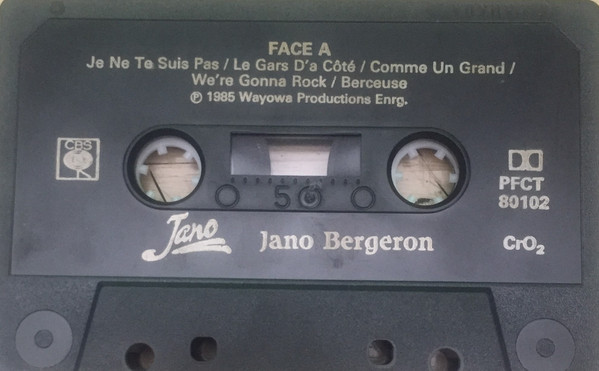 FACE A
Je Ne Te Suis Pas / Le Gars D'a Côté / Comme Un Grand /
We're Gonna Rock / Berceuse
℗ 1985 Wayowa Productions Enrg.
CBS
50
PFCT
80102
Jano
Jano Bergeron
CrO₂